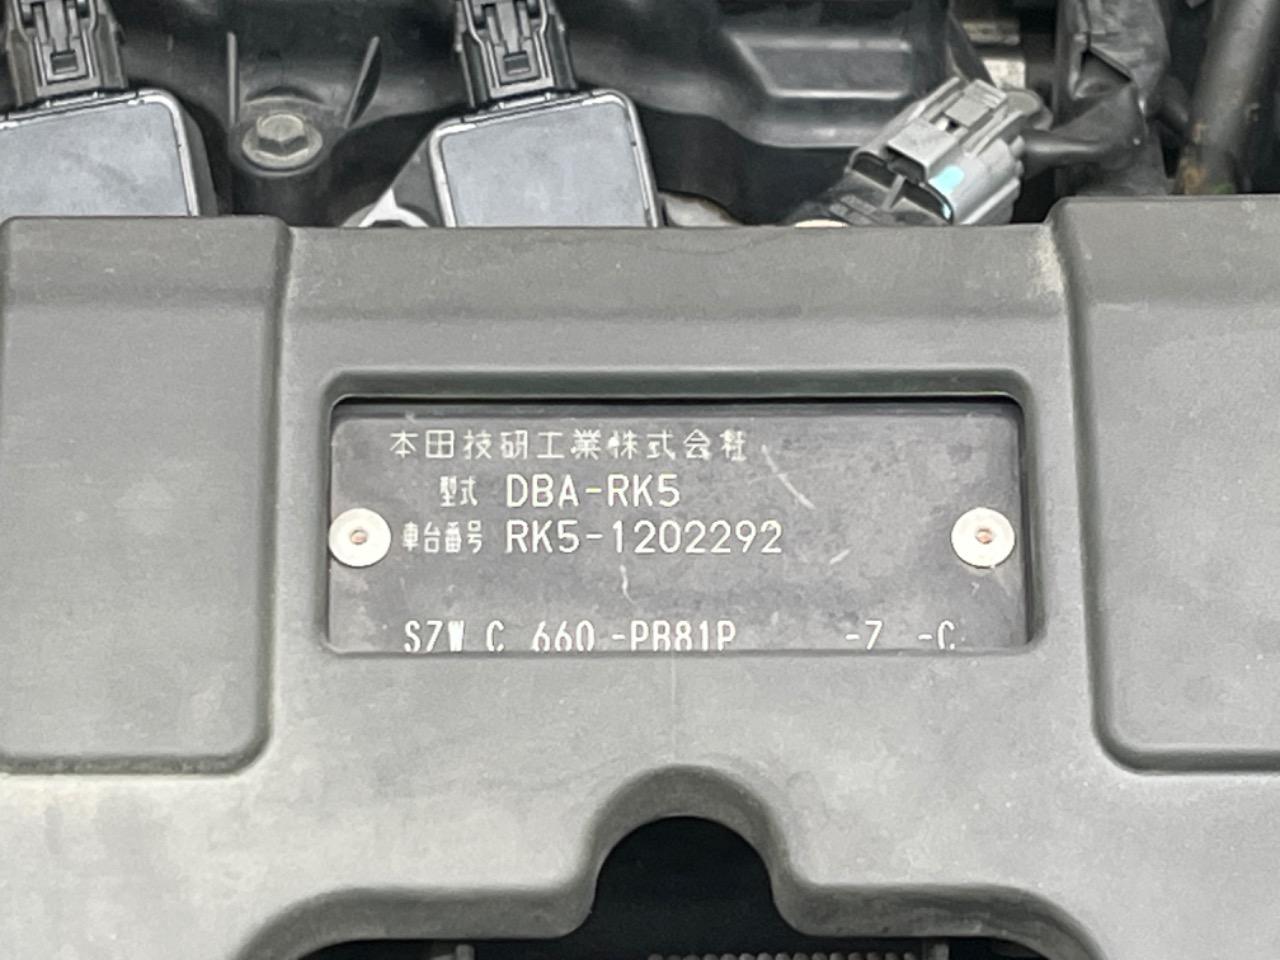 本田技研工業株式会社
型式 DBA-RK5
車台番号 RK5-1202292
SZW C 660 -PB81P -7 -C